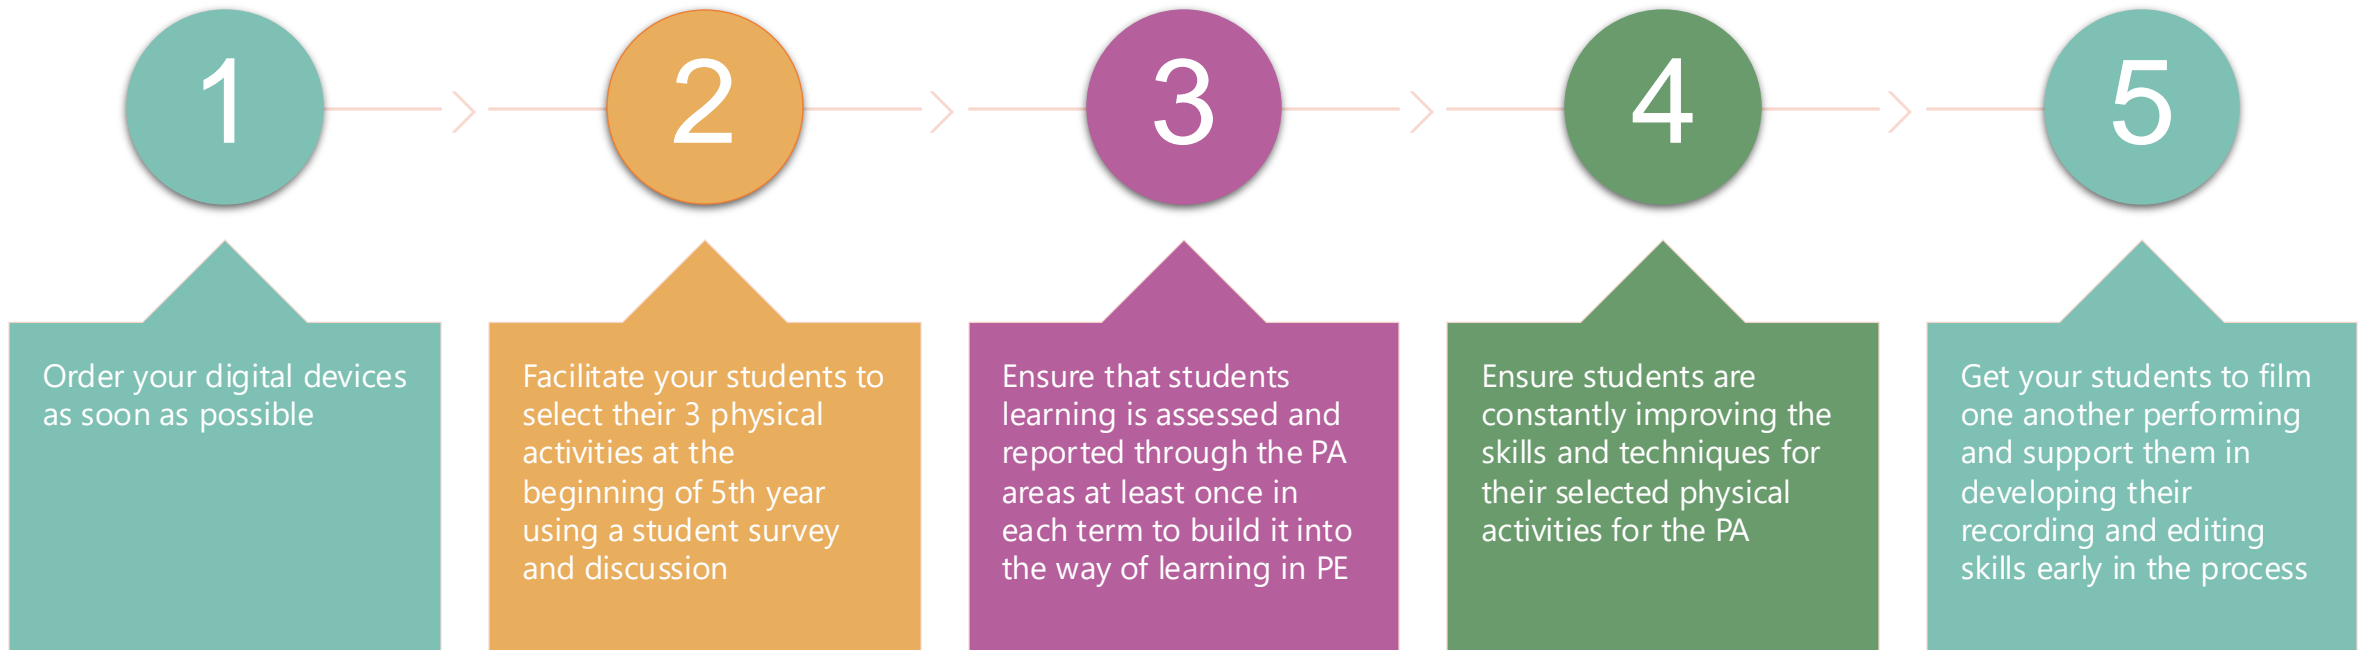 1
2
3
4
5
Order your digital devices
as soon as possible
Facilitate your students to
select their 3 physical
activities at the
beginning of 5th year
using a student survey
and discussion
Ensure that students
learning is assessed and
reported through the PA
areas at least once in
each term to build it into
the way of learning in PE
Ensure students are
constantly improving the
skills and techniques for
their selected physical
activities for the PA
Get your students to film
one another performing
and support them in
developing their
recording and editing
skills early in the process